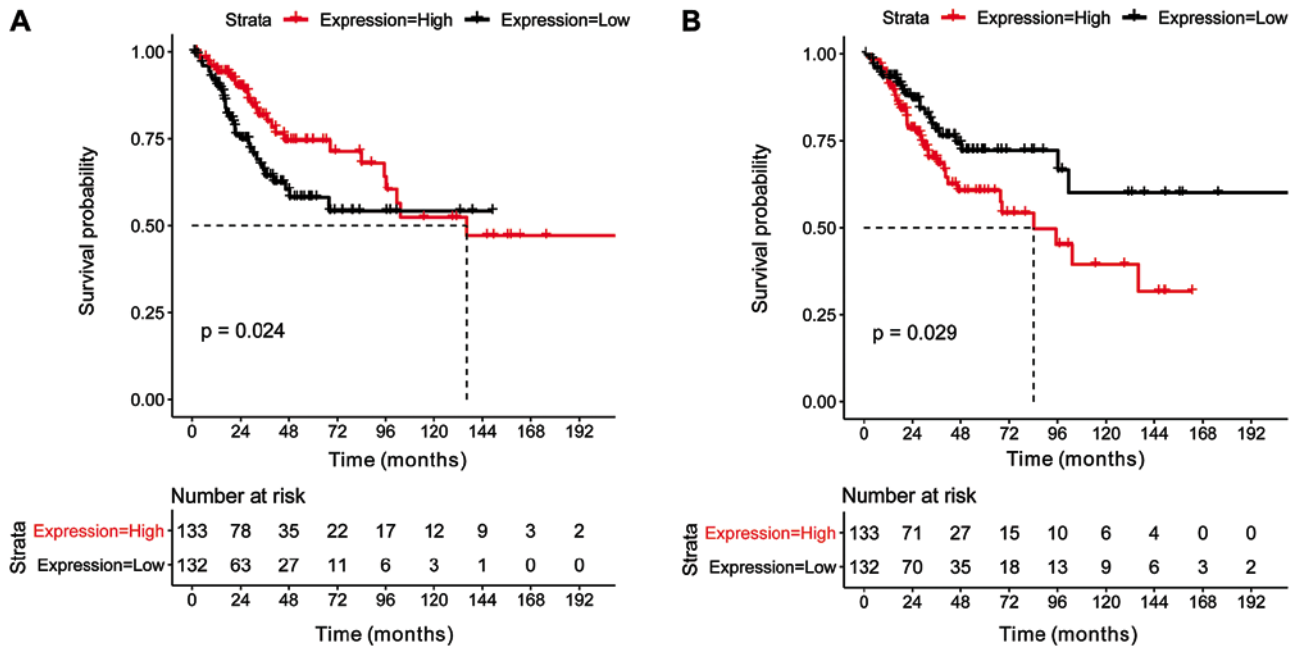 A
Strata Expression=High Expression=Low
1.00
0.75
0.50
0.25
0.00
Survival probability
p = 0.024
0 24 48 72 96 120 144 168 192
Time (months)
Number at risk
Strata
Expression=High 133 78 35 22 17 12 9 3 2
Expression=Low 132 63 27 11 6 3 1 0 0
0 24 48 72 96 120 144 168 192
Time (months)
B
Strata Expression=High Expression=Low
1.00
0.75
0.50
0.25
0.00
Survival probability
p = 0.029
0 24 48 72 96 120 144 168 192
Time (months)
Number at risk
Strata
Expression=High 133 71 27 15 10 6 4 0 0
Expression=Low 132 70 35 18 13 9 6 3 2
0 24 48 72 96 120 144 168 192
Time (months)